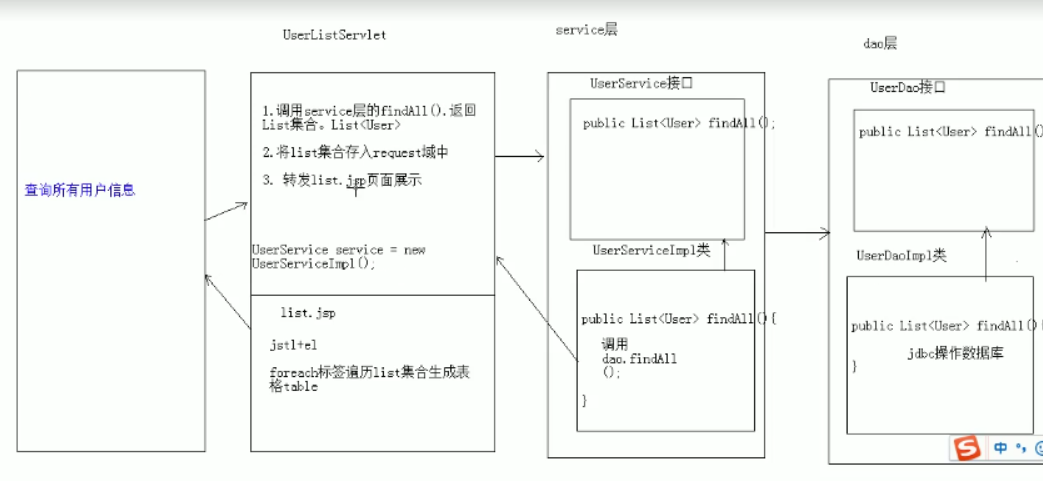 UserListServlet
service层
dao层
查询所有用户信息
1.调用service层的findAll().返回
List集合。List<User>
2.将list集合存入request域中
3. 转发list.jsp页面展示
UserService service = new
UserServiceImpl();
list.jsp
jstl+el
foreach标签遍历list集合生成表
格table
UserService接口
public List<User> findAll();
UserServiceImpl类
public List<User> findAll(){
调用
dao.findAll
();
}
UserDao接口
public List<User> findAll()
UserDaoImpl类
public List<User> findAll()
jdbc操作数据库
}
S 中 °,